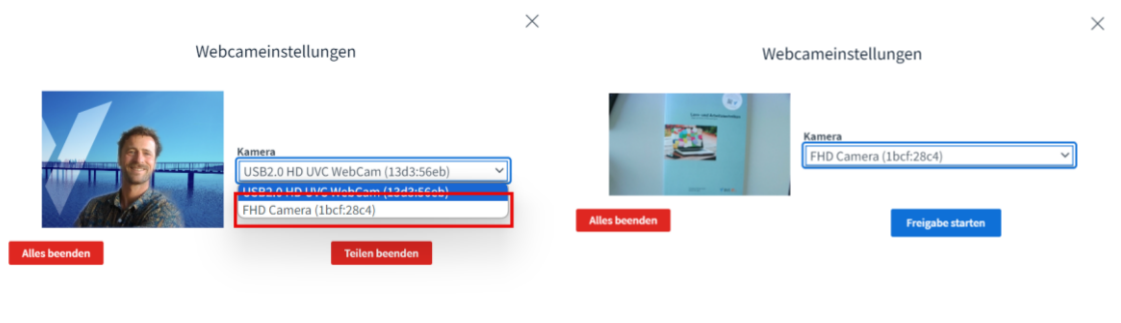 Webcameinstellungen
Kamera
USB2.0 HD UVC WebCam (13d3:56eb)
USB2.0 HD UVC WebCam (13d3:56eb)
FHD Camera (1bcf:28c4)
Alles beenden
Teilen beenden
Webcameinstellungen
Kamera
FHD Camera (1bcf:28c4)
Alles beenden
Freigabe starten